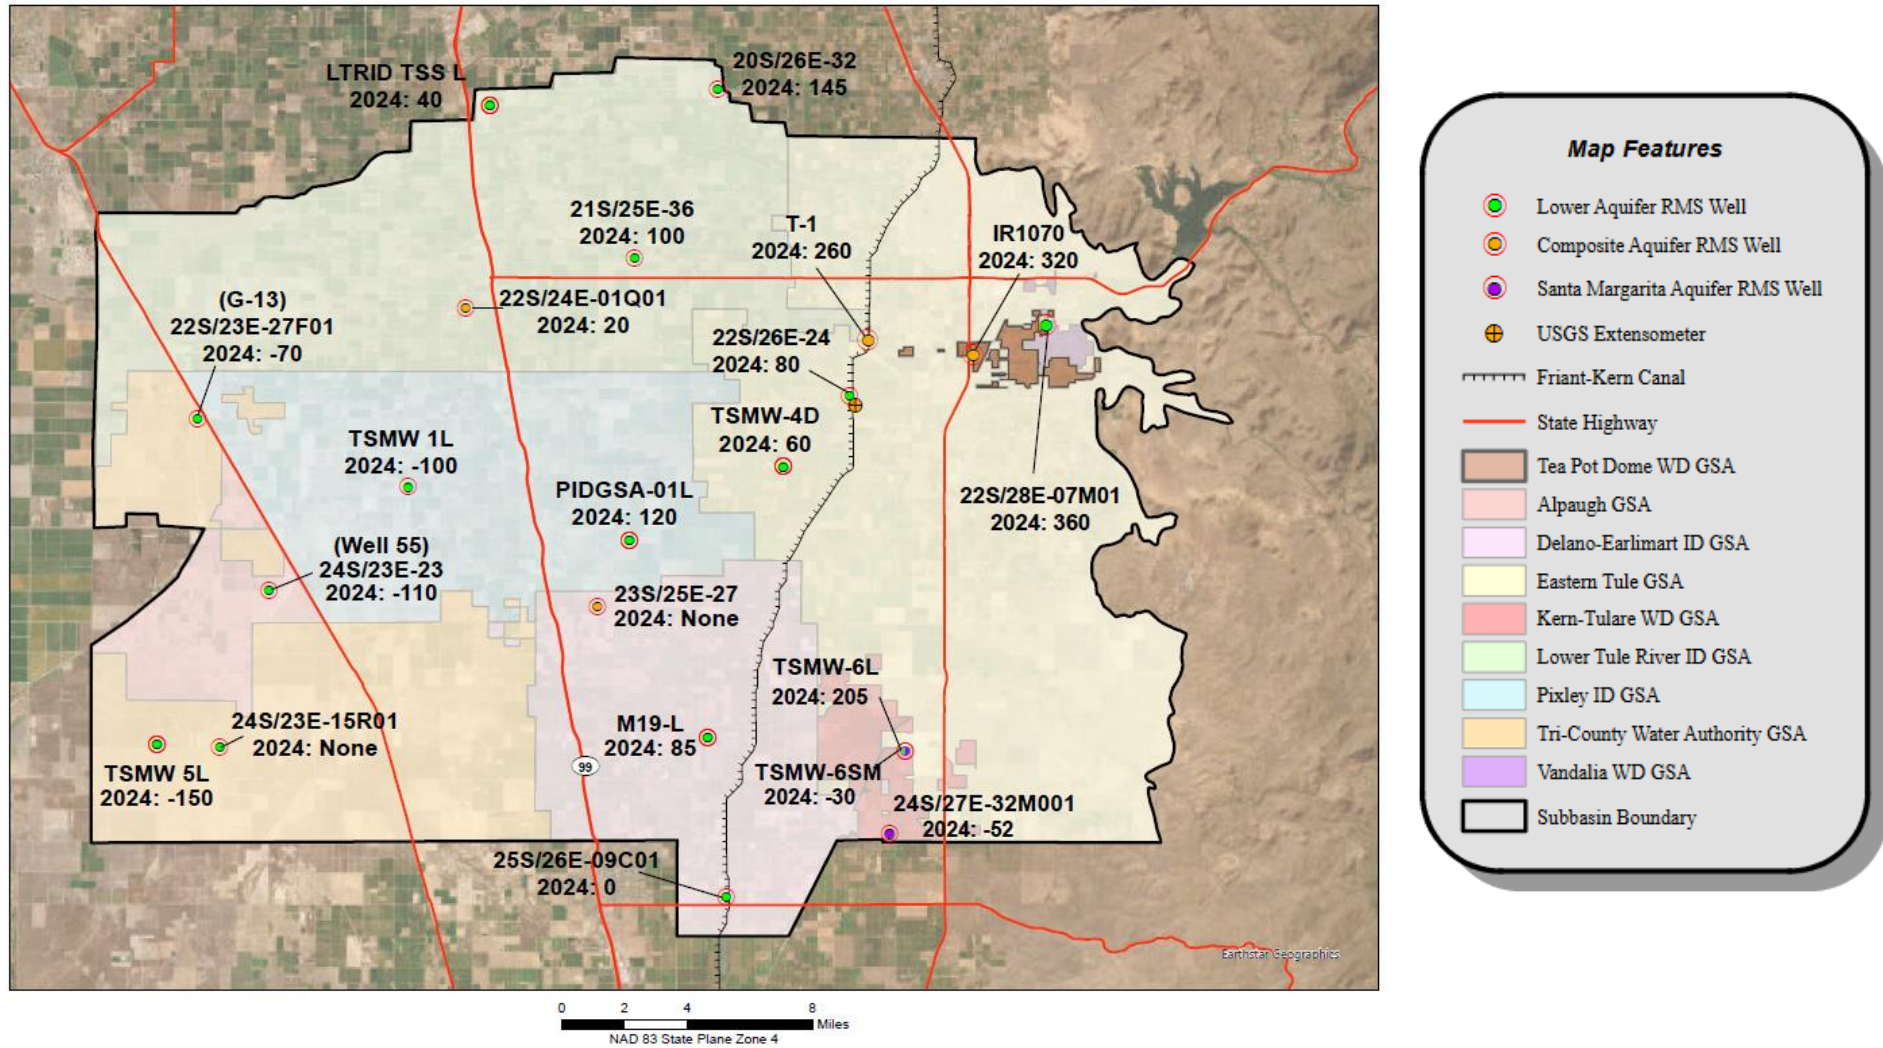 LTRID TSS L
2024: 40
20S/26E-32
2024: 145
21S/25E-36
2024: 100
T-1
2024: 260
IR1070
2024: 320
(G-13)
22S/23E-27F01
2024: -70
22S/24E-01Q01
2024: 20
22S/26E-24
2024: 80
TSMW-4D
2024: 60
TSMW 1L
2024: -100
PIDGSA-01L
2024: 120
22S/28E-07M01
2024: 360
(Well 55)
24S/23E-23
2024: -110
23S/25E-27
2024: None
TSMW-6L
2024: 205
24S/23E-15R01
2024: None
M19-L
2024: 85
TSMW 5L
2024: -150
99
TSMW-6SM
2024: -30
24S/27E-32M001
2024: -52
25S/26E-09C01
2024: 0
Earthstar Geographics
0 2 4 8
Miles
NAD 83 State Plane Zone 4
Map Features
Lower Aquifer RMS Well
Composite Aquifer RMS Well
Santa Margarita Aquifer RMS Well
USGS Extensometer
Friant-Kern Canal
State Highway
Tea Pot Dome WD GSA
Alpaugh GSA
Delano-Earlimart ID GSA
Eastern Tule GSA
Kern-Tulare WD GSA
Lower Tule River ID GSA
Pixley ID GSA
Tri-County Water Authority GSA
Vandalia WD GSA
Subbasin Boundary